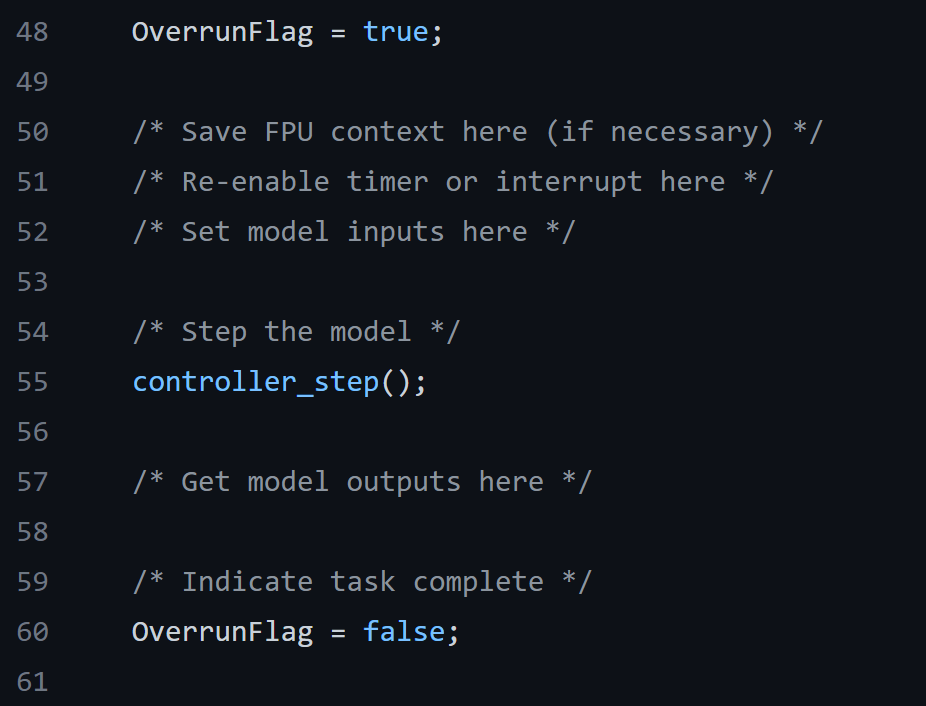 48 OverrunFlag = true;
49
50 /* Save FPU context here (if necessary) */
51 /* Re-enable timer or interrupt here */
52 /* Set model inputs here */
53
54 /* Step the model */
55 controller_step();
56
57 /* Get model outputs here */
58
59 /* Indicate task complete */
60 OverrunFlag = false;
61